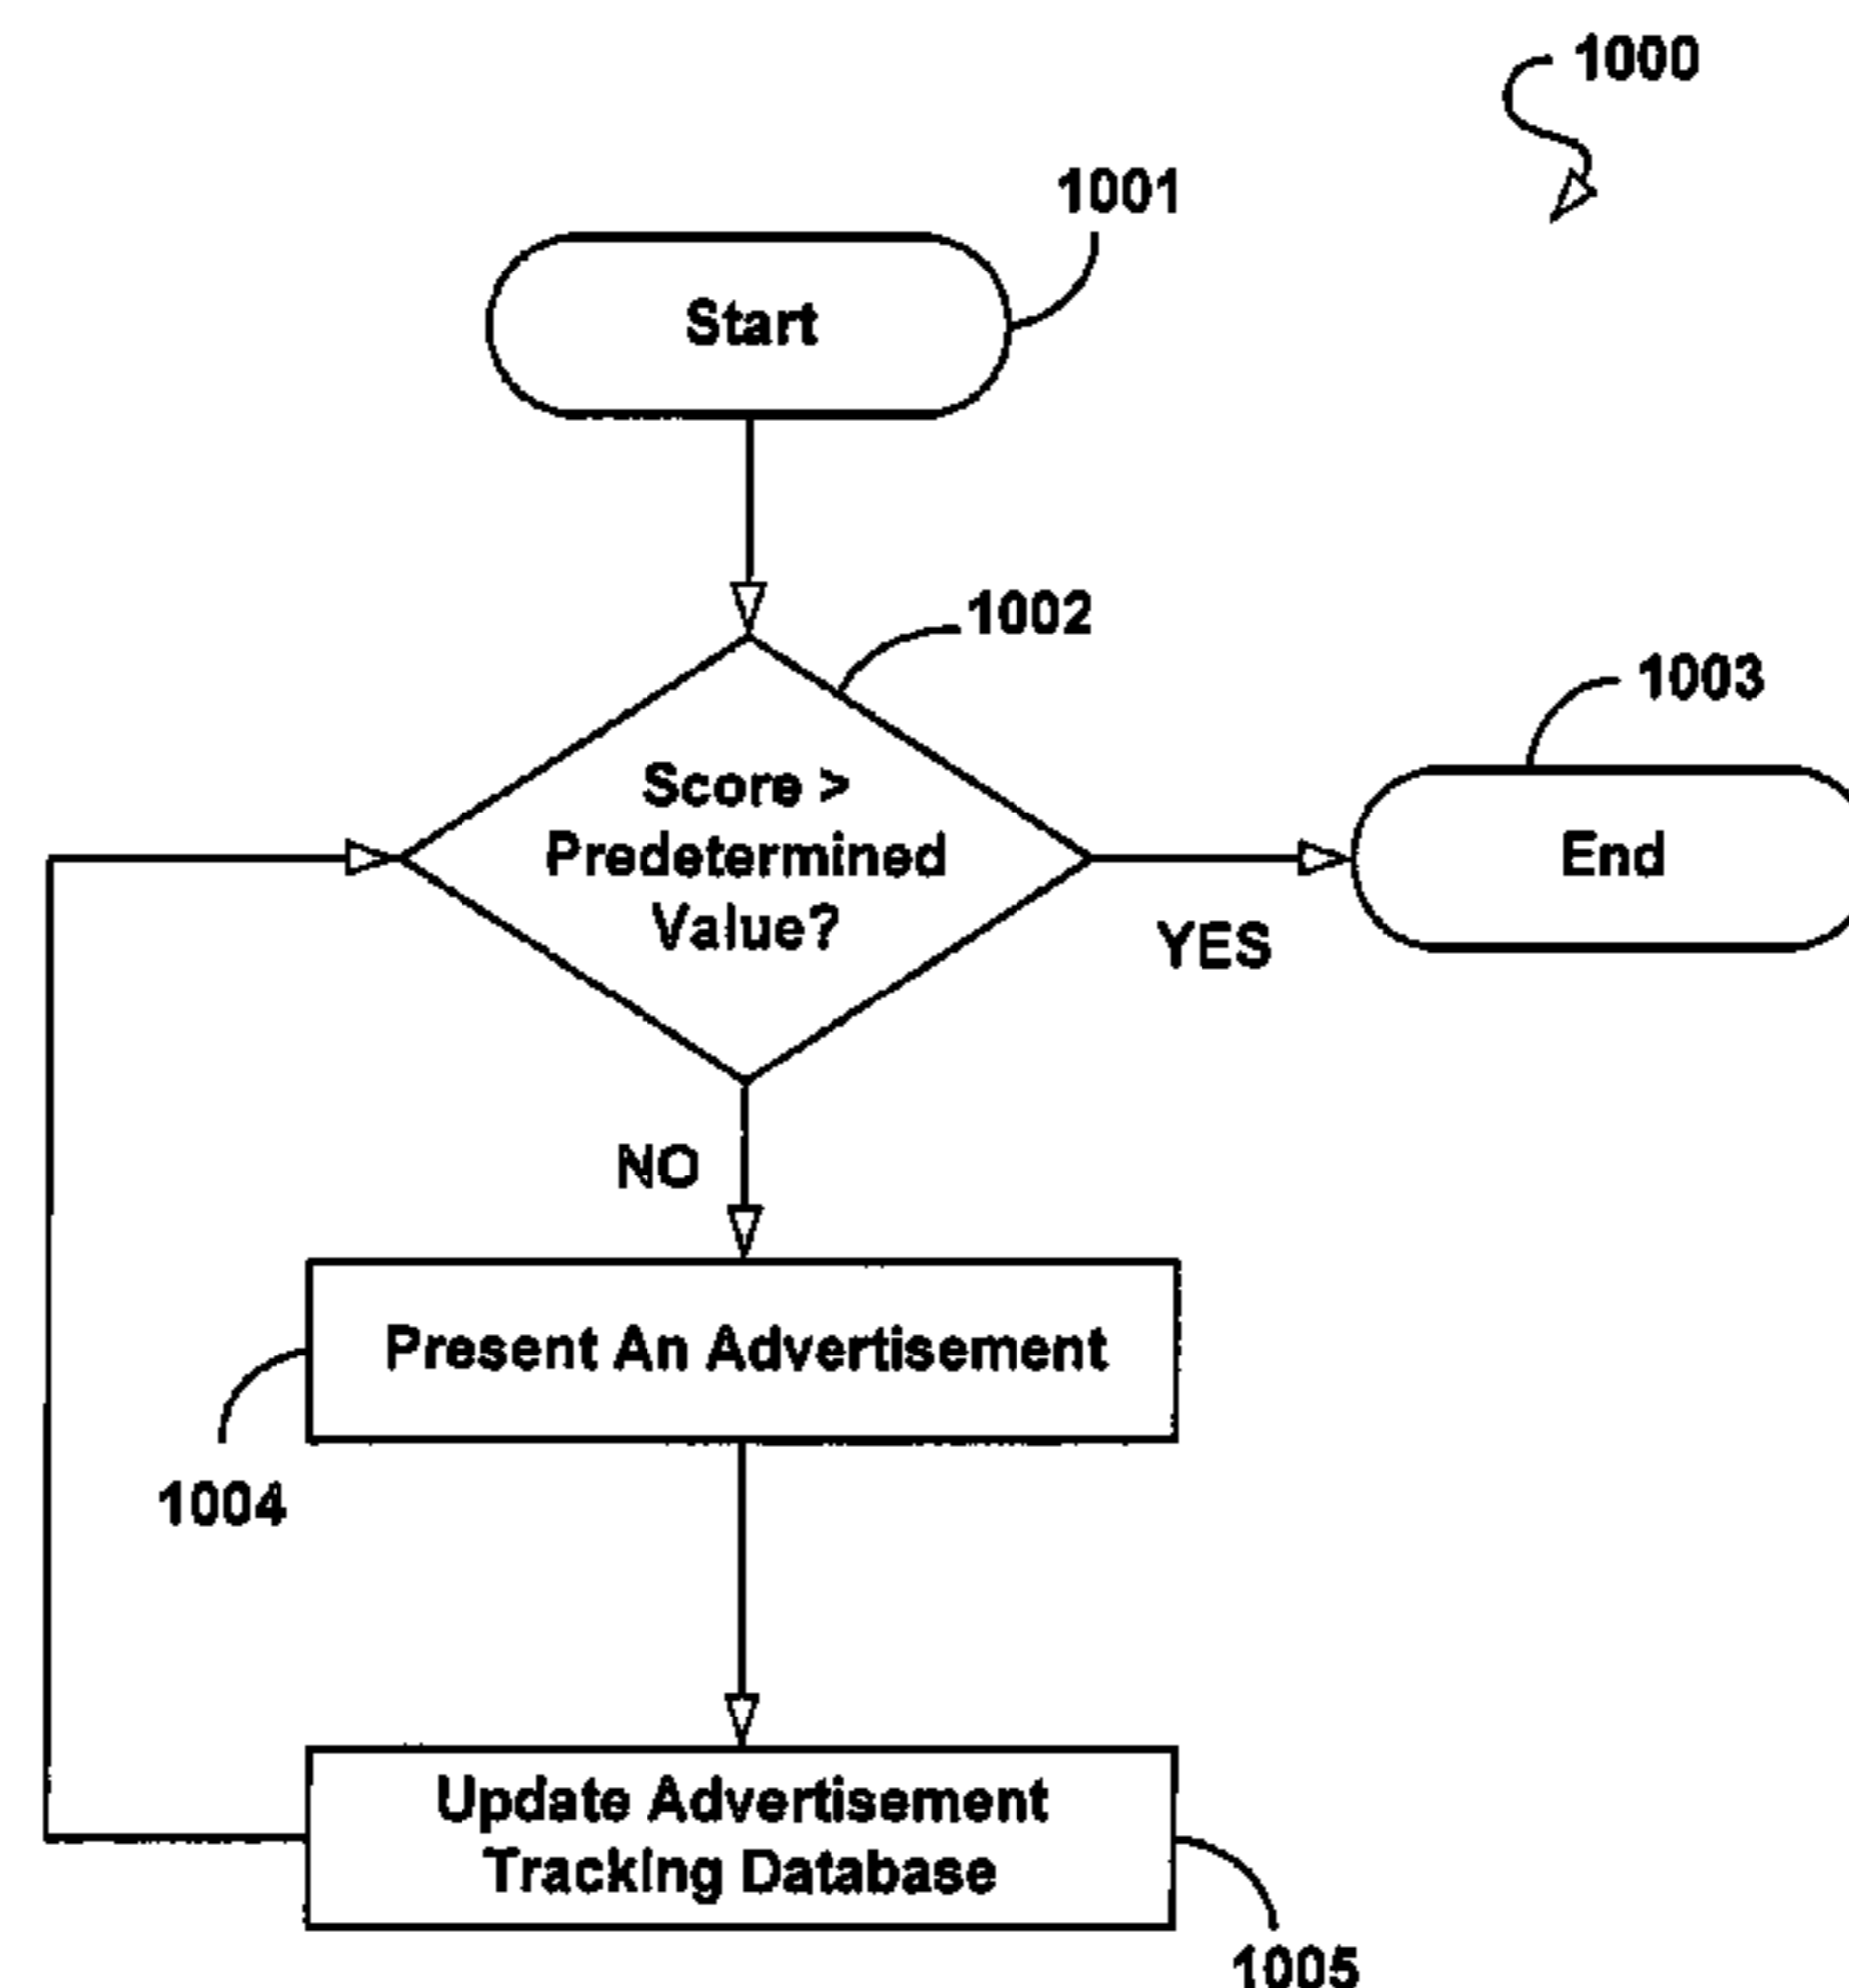 1000
1001
Start
1002
1003
Score >
Predetermined
Value?
End
YES
NO
Present An Advertisement
1004
Update Advertisement
Tracking Database
1005